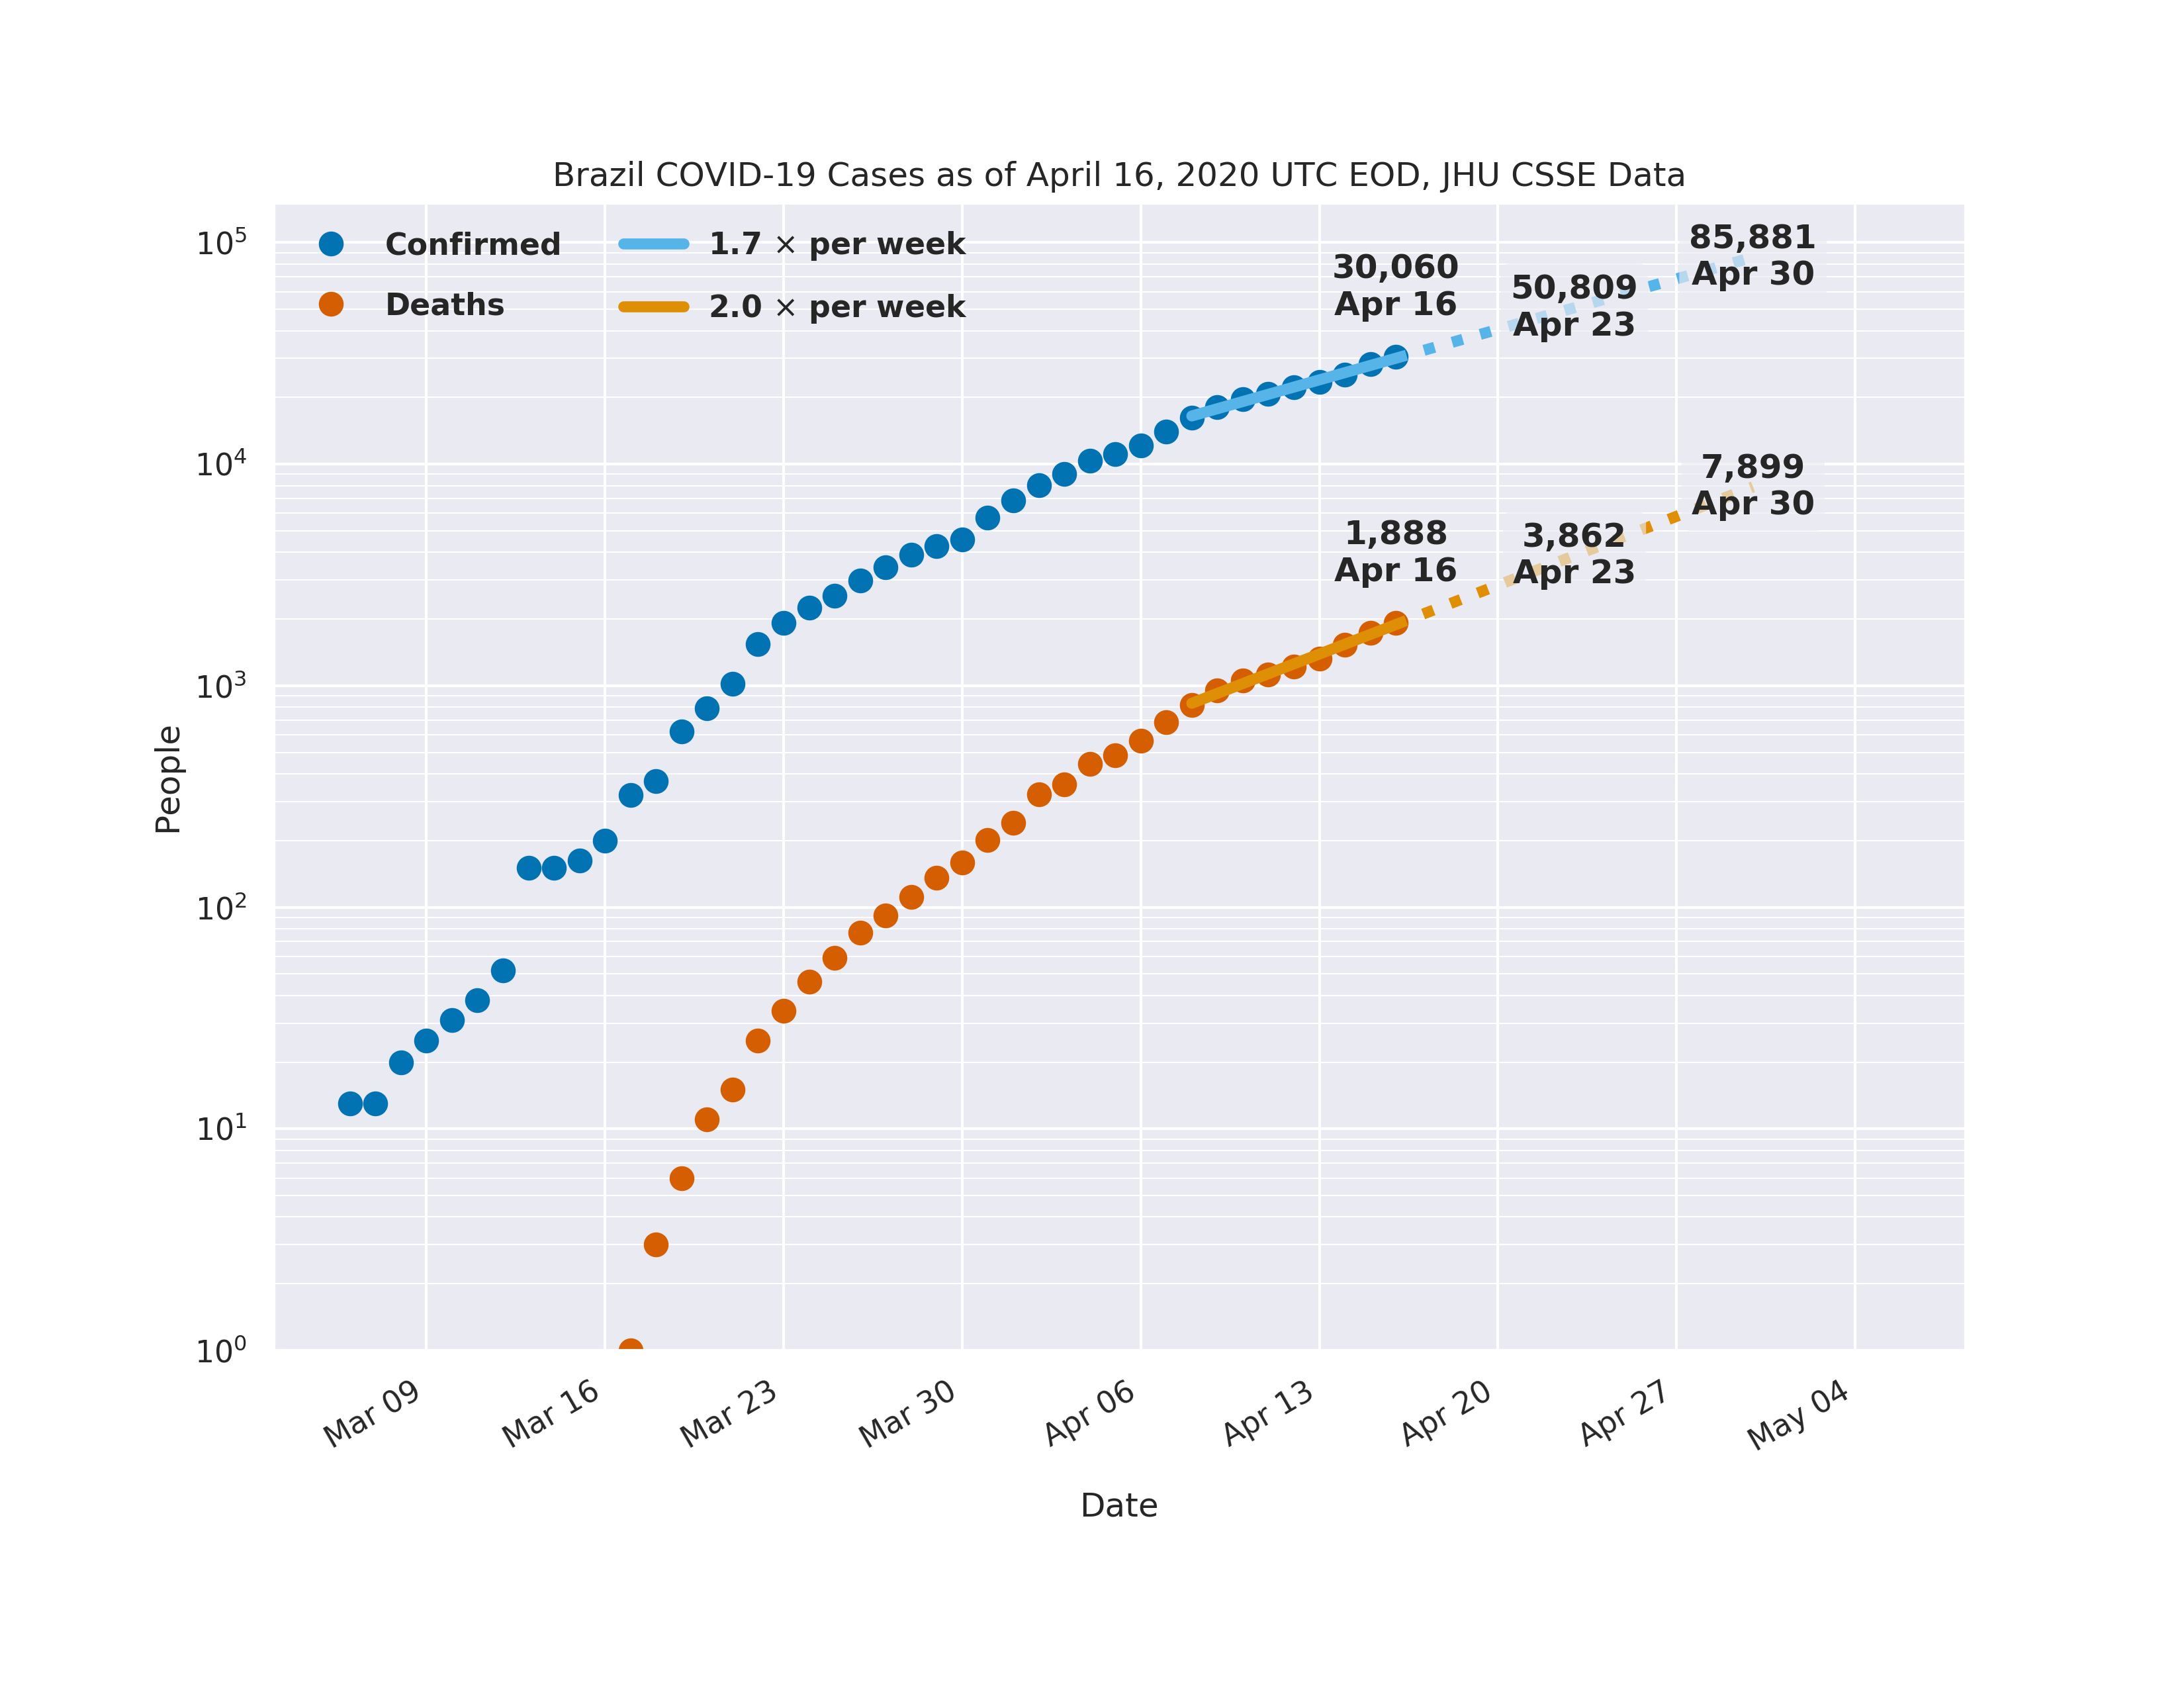 Brazil COVID-19 Cases as of April 16, 2020 UTC EOD, JHU CSSE Data
Confirmed
Deaths
1.7 × per week
2.0 × per week
30,060
Apr 16
50,809
Apr 23
85,881
Apr 30
1,888
Apr 16
3,862
Apr 23
7,899
Apr 30
10⁵
10⁴
10³
10²
10¹
10⁰
People
Mar 09
Mar 16
Mar 23
Mar 30
Apr 06
Apr 13
Apr 20
Apr 27
May 04
Date